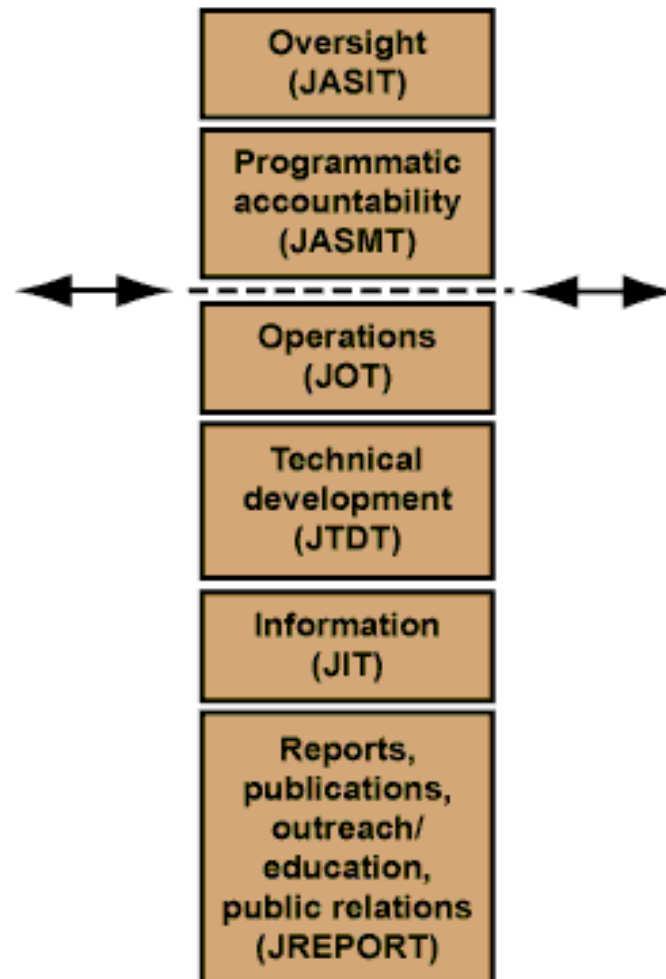 Oversight
(JASIT)
Programmatic
accountability
(JASMT)
Operations
(JOT)
Technical
development
(JTDT)
Information
(JIT)
Reports,
publications,
outreach/
education,
public relations
(JREPORT)